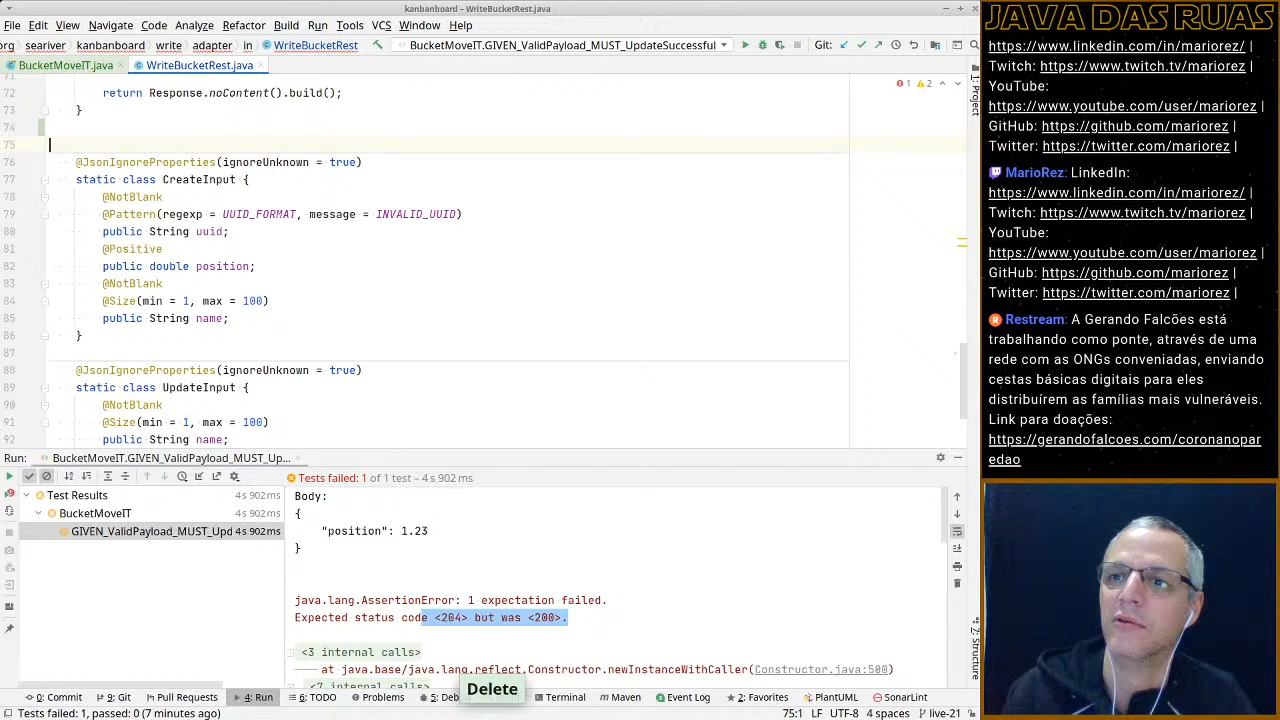 kanbanboard - WriteBucketRest.java
File Edit View Navigate Code Analyze Refactor Build Run Tools VCS Window Help
org seariver kanbanboard write adapter in WriteBucketRest BucketMoveIT.GIVEN_ValidPayload_MUST_UpdateSuccessful Git:
BucketMoveIT.java WriteBucketRest.java
1: Project
1 2
71
72 return Response.noContent().build();
73 }
74
75
76 @JsonIgnoreProperties(ignoreUnknown = true)
77 static class CreateInput {
78 @NotBlank
79 @Pattern(regexp = UUID_FORMAT, message = INVALID_UUID)
80 public String uuid;
81 @Positive
82 public double position;
83 @NotBlank
84 @Size(min = 1, max = 100)
85 public String name;
86 }
87
88 @JsonIgnoreProperties(ignoreUnknown = true)
89 static class UpdateInput {
90 @NotBlank
91 @Size(min = 1, max = 100)
92 public String name;
Run: BucketMoveIT.GIVEN_ValidPayload_MUST_Up...
Tests failed: 1 of 1 test – 4 s 902 ms
Test Results 4 s 902 ms
BucketMoveIT 4 s 902 ms
GIVEN_ValidPayload_MUST_Upd 4 s 902 ms
Body:
{
"position": 1.23
}
java.lang.AssertionError: 1 expectation failed.
Expected status code <204> but was <200>.
<3 internal calls>
at java.base/java.lang.reflect.Constructor.newInstanceWithCaller(Constructor.java:500)
<7 internal calls>
7: Structure
Delete
0: Commit 9: Git Pull Requests 4: Run 6: TODO Problems 5: Deb Terminal Maven Event Log 2: Favorites PlantUML SonarLint
Tests failed: 1, passed: 0 (7 minutes ago) 75:1 LF UTF-8 4 spaces live-21
JAVA DAS RUAS
https://www.linkedin.com/in/mariorez/ |
Twitch: https://www.twitch.tv/mariorez |
YouTube:
https://www.youtube.com/user/mariorez |
GitHub: https://github.com/mariorez |
Twitter: https://twitter.com/mariorez |
MarioRez: LinkedIn:
https://www.linkedin.com/in/mariorez/ |
Twitch: https://www.twitch.tv/mariorez |
YouTube:
https://www.youtube.com/user/mariorez |
GitHub: https://github.com/mariorez |
Twitter: https://twitter.com/mariorez |
Restream: A Gerando Falcões está
trabalhando como ponte, através de uma
rede com as ONGs conveniadas, enviando
cestas básicas digitais para eles
distribuírem as famílias mais vulneráveis.
Link para doações:
https://gerandofalcoes.com/coronanopar
edao